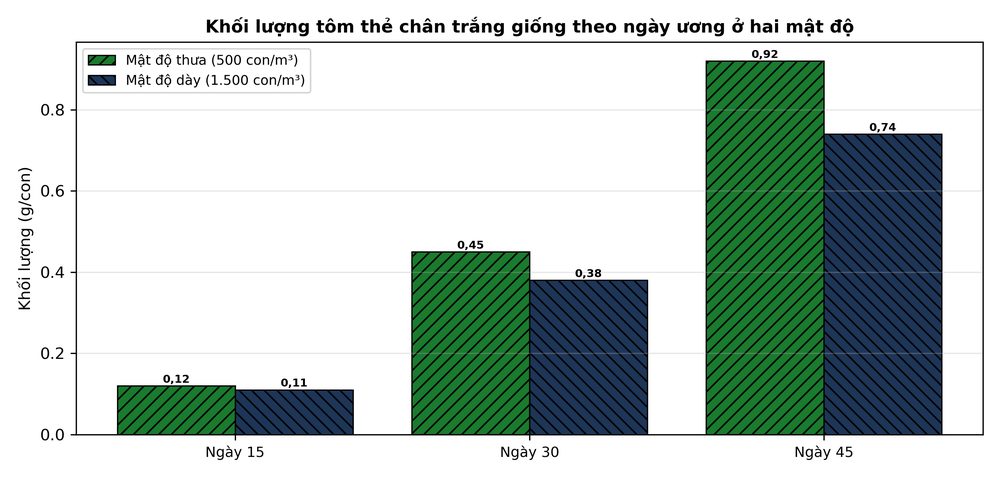 Khối lượng tôm thẻ chân trắng giống theo ngày ương ở hai mật độ
Mật độ thưa (500 con/m³)
Mật độ dày (1.500 con/m³)
Khối lượng (g/con)
0.8
0.6
0.4
0.2
0.0
0,12
0,11
0,45
0,38
0,92
0,74
Ngày 15
Ngày 30
Ngày 45